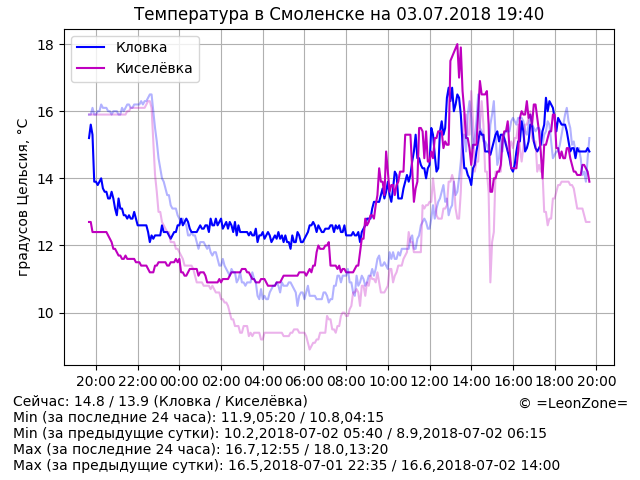 Температура в Смоленске на 03.07.2018 19:40
Кловка
Киселёвка
градусов Цельсия, °C
18
16
14
12
10
20:00 22:00 00:00 02:00 04:00 06:00 08:00 10:00 12:00 14:00 16:00 18:00 20:00
Сейчас: 14.8 / 13.9 (Кловка / Киселёвка)
© =LeonZone=
Min (за последние 24 часа): 11.9,05:20 / 10.8,04:15
Min (за предыдущие сутки): 10.2,2018-07-02 05:40 / 8.9,2018-07-02 06:15
Max (за последние 24 часа): 16.7,12:55 / 18.0,13:20
Max (за предыдущие сутки): 16.5,2018-07-01 22:35 / 16.6,2018-07-02 14:00